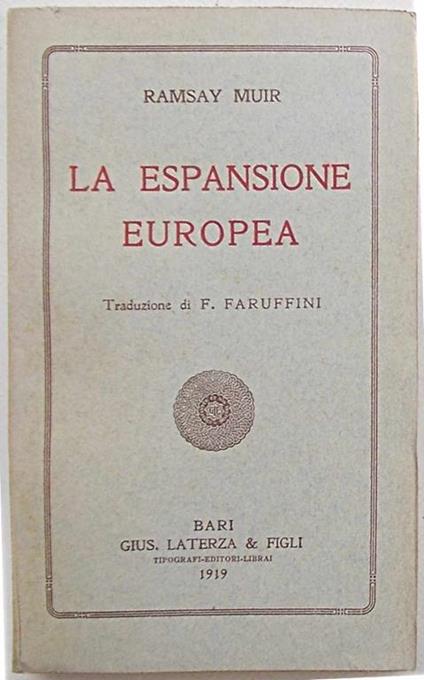 RAMSAY MUIR
LA ESPANSIONE
EUROPEA
Traduzione di F. FARUFFINI
BARI
GIUS. LATERZA & FIGLI
TIPOGRAFI-EDITORI-LIBRAI
1919